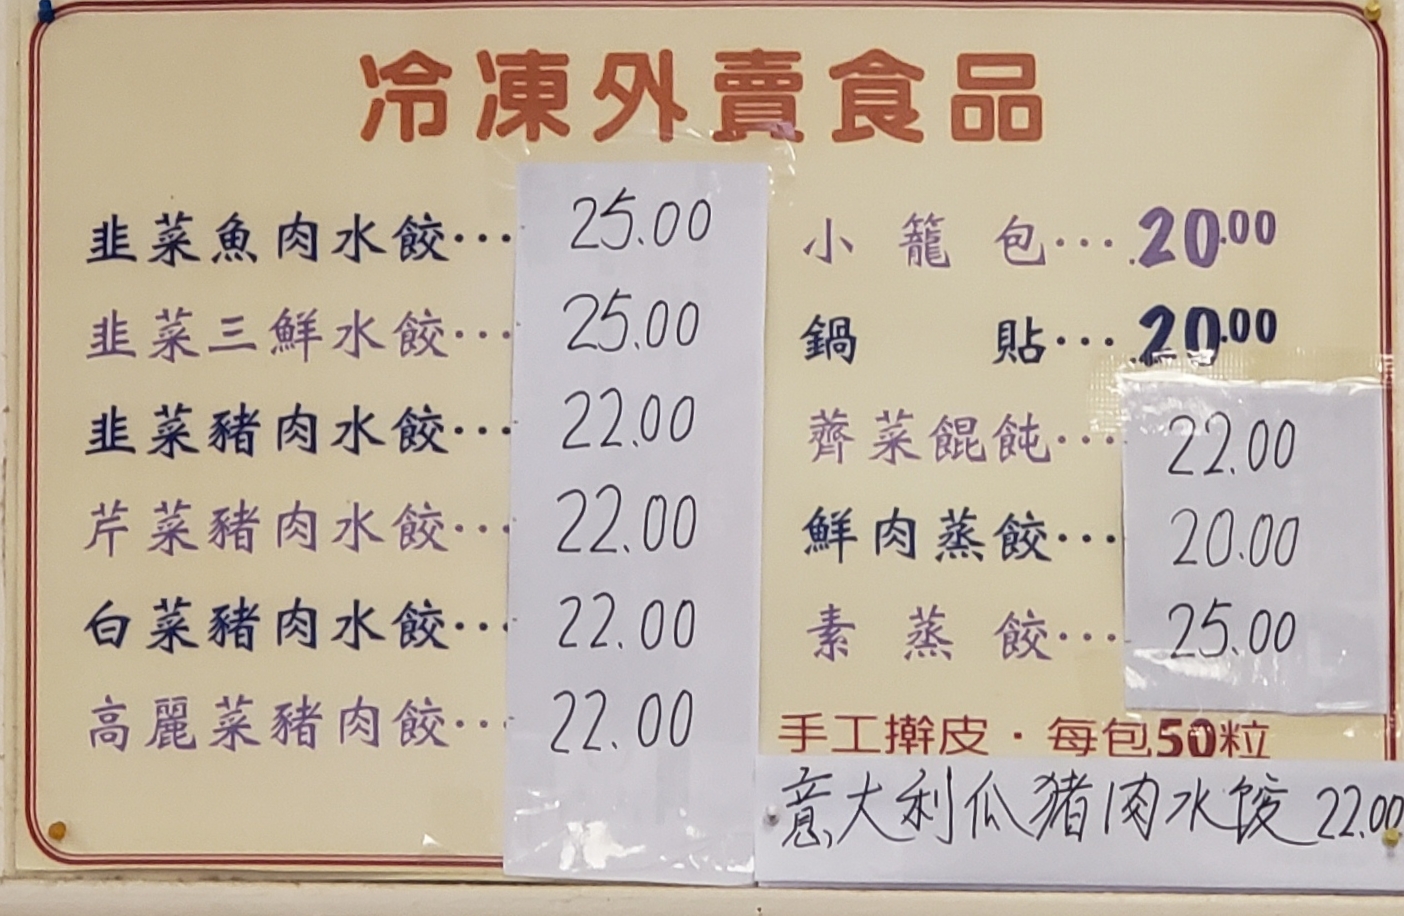 冷凍外賣食品
韭菜魚肉水餃··· 25.00
韭菜三鮮水餃··· 25.00
韭菜豬肉水餃··· 22.00
芹菜豬肉水餃··· 22.00
白菜豬肉水餃··· 22.00
高麗菜豬肉餃··· 22.00
小籠包··· 20.00
鍋貼··· 20.00
薺菜餛飩··· 22.00
鮮肉蒸餃··· 20.00
素蒸餃··· 25.00
手工擀皮·每包50粒
意大利瓜猪肉水餃 22.00